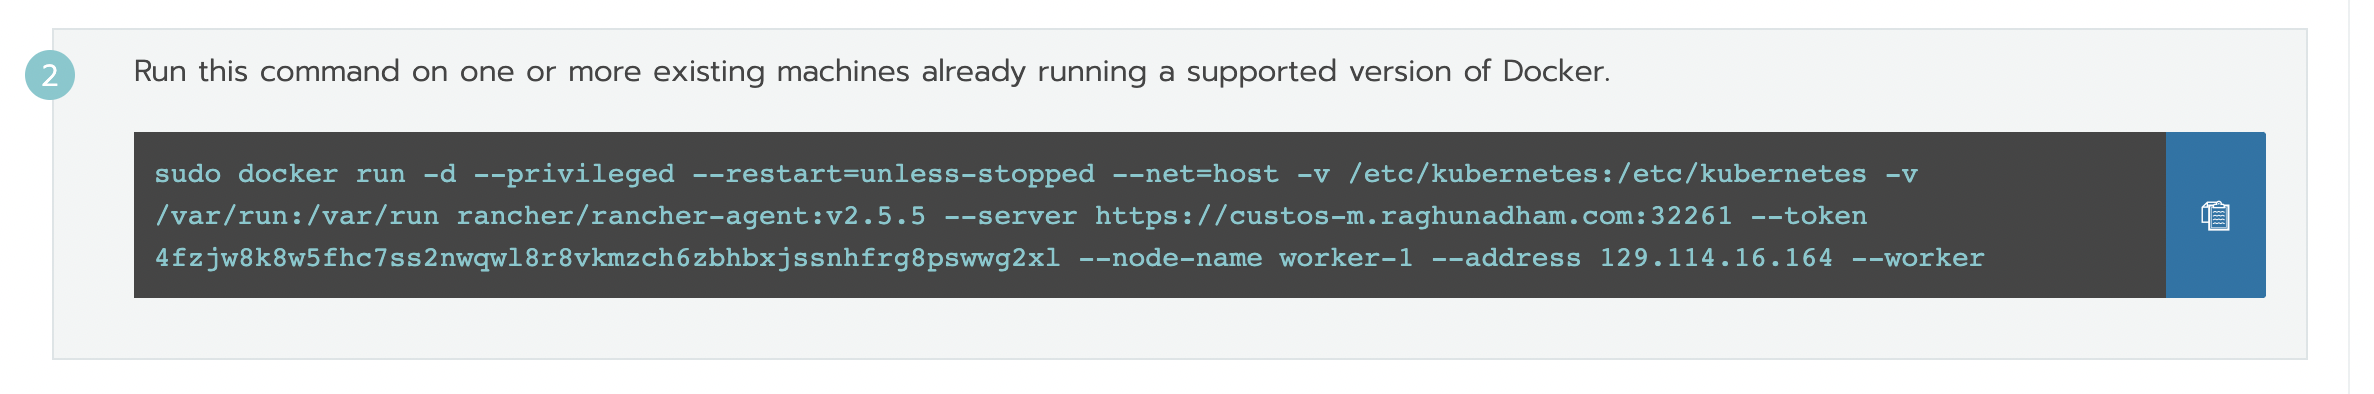 2
Run this command on one or more existing machines already running a supported version of Docker.
sudo docker run -d --privileged --restart=unless-stopped --net=host -v /etc/kubernetes:/etc/kubernetes -v
/var/run:/var/run rancher/rancher-agent:v2.5.5 --server https://custos-m.raghunadham.com:32261 --token
4fzjw8k8w5fhc7ss2nwqwl8r8vkmzch6zbhbxjssnhfrg8pswwg2xl --node-name worker-1 --address 129.114.16.164 --worker